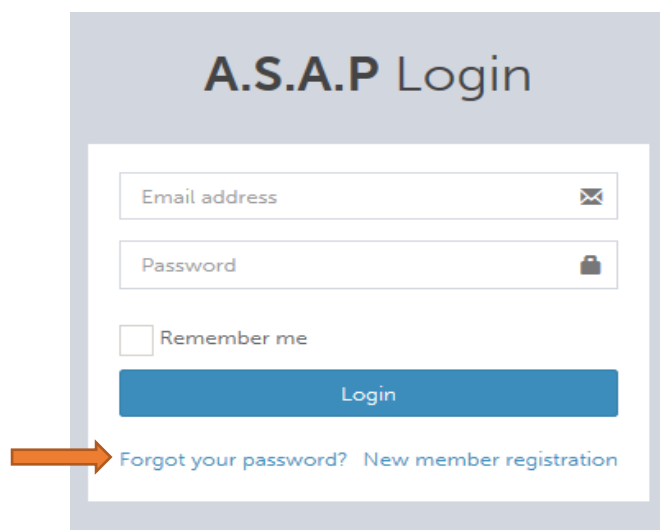 A.S.A.P Login
Email address
Password
Remember me
Login
Forgot your password? New member registration